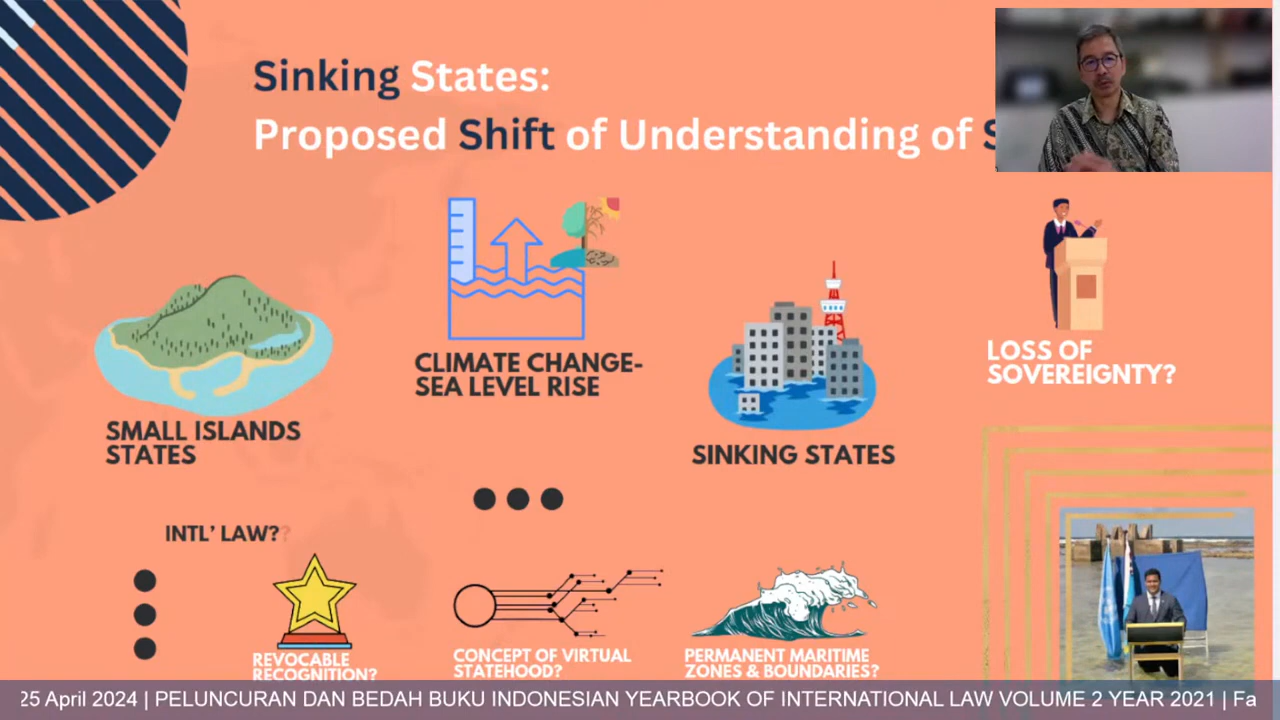 Sinking States:
Proposed Shift of Understanding of
CLIMATE CHANGE-
SEA LEVEL RISE
LOSS OF
SOVEREIGNTY?
SMALL ISLANDS
STATES
SINKING STATES
INTL’ LAW??
REVOCABLE
RECOGNITION?
CONCEPT OF VIRTUAL
STATEHOOD?
PERMANENT MARITIME
ZONES & BOUNDARIES?
25 April 2024 | PELUNCURAN DAN BEDAH BUKU INDONESIAN YEARBOOK OF INTERNATIONAL LAW VOLUME 2 YEAR 2021 | Fa